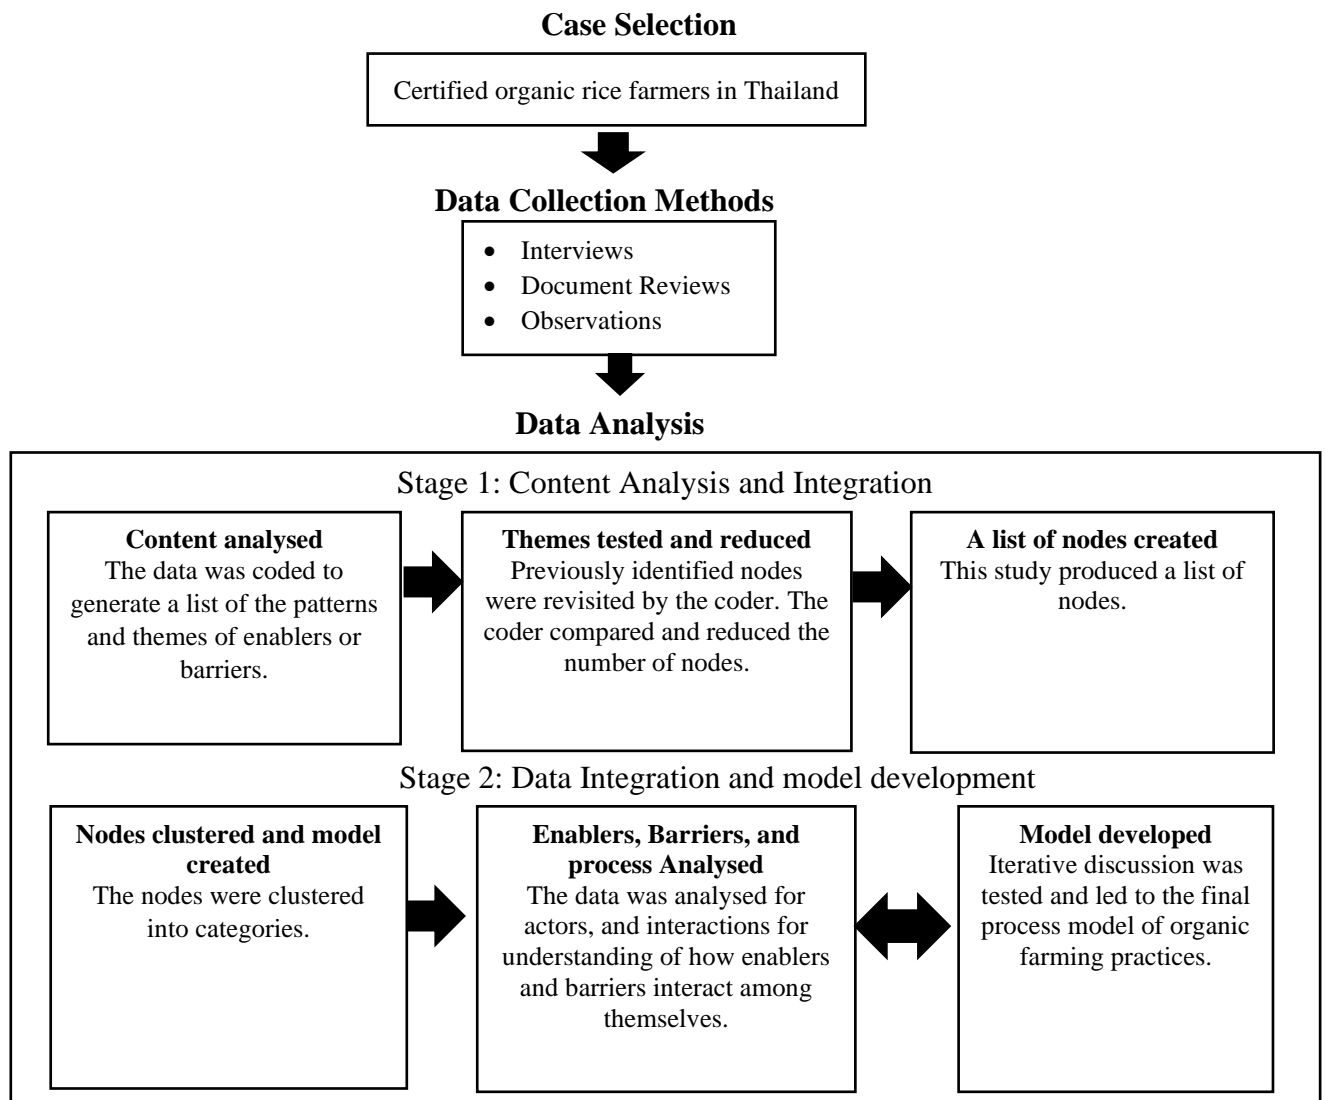 Case Selection
Certified organic rice farmers in Thailand
Data Collection Methods
• Interviews
• Document Reviews
• Observations
Data Analysis
Stage 1: Content Analysis and Integration
Content analysed
The data was coded to
generate a list of the patterns
and themes of enablers or
barriers.
Themes tested and reduced
Previously identified nodes
were revisited by the coder. The
coder compared and reduced the
number of nodes.
A list of nodes created
This study produced a list of
nodes.
Stage 2: Data Integration and model development
Nodes clustered and model
created
The nodes were clustered
into categories.
Enablers, Barriers, and
process Analysed
The data was analysed for
actors, and interactions for
understanding of how enablers
and barriers interact among
themselves.
Model developed
Iterative discussion was
tested and led to the final
process model of organic
farming practices.